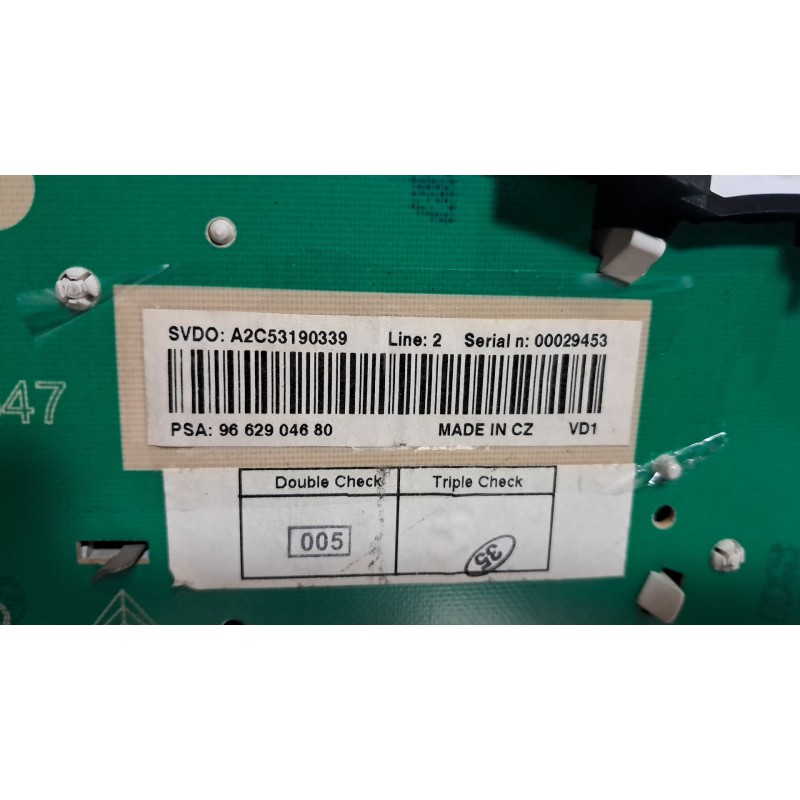 SVDO: A2C53190339 Line: 2 Serial n: 00029453
PSA: 96 629 046 80 MADE IN CZ VD1
47
Double Check Triple Check
005 35